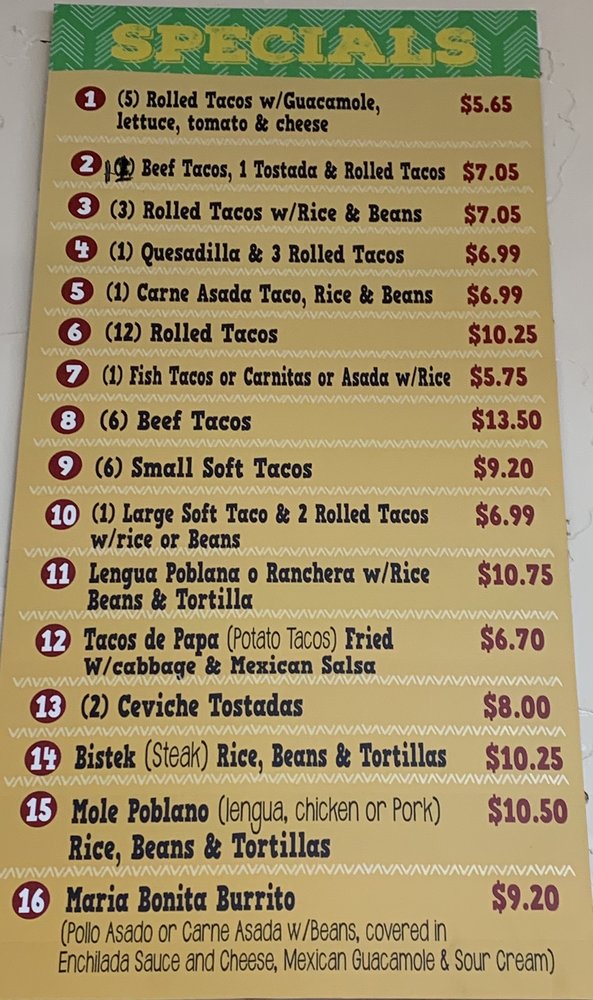 SPECIALS
1 (5) Rolled Tacos w/Guacamole, $5.65
lettuce, tomato & cheese
2 Beef Tacos, 1 Tostada & Rolled Tacos $7.05
3 (3) Rolled Tacos w/Rice & Beans $7.05
4 (1) Quesadilla & 3 Rolled Tacos $6.99
5 (1) Carne Asada Taco, Rice & Beans $6.99
6 (12) Rolled Tacos $10.25
7 (1) Fish Tacos or Carnitas or Asada w/Rice $5.75
8 (6) Beef Tacos $13.50
9 (6) Small Soft Tacos $9.20
10 (1) Large Soft Taco & 2 Rolled Tacos $6.99
w/rice or Beans
11 Lengua Poblana o Ranchera w/Rice $10.75
Beans & Tortilla
12 Tacos de Papa (Potato Tacos) Fried $6.70
W/cabbage & Mexican Salsa
13 (2) Ceviche Tostadas $8.00
14 Bistek (Steak) Rice, Beans & Tortillas $10.25
15 Mole Poblano (lengua, chicken or Pork) $10.50
Rice, Beans & Tortillas
16 Maria Bonita Burrito $9.20
(Pollo Asado or Carne Asada w/Beans, covered in
Enchilada Sauce and Cheese, Mexican Guacamole & Sour Cream)